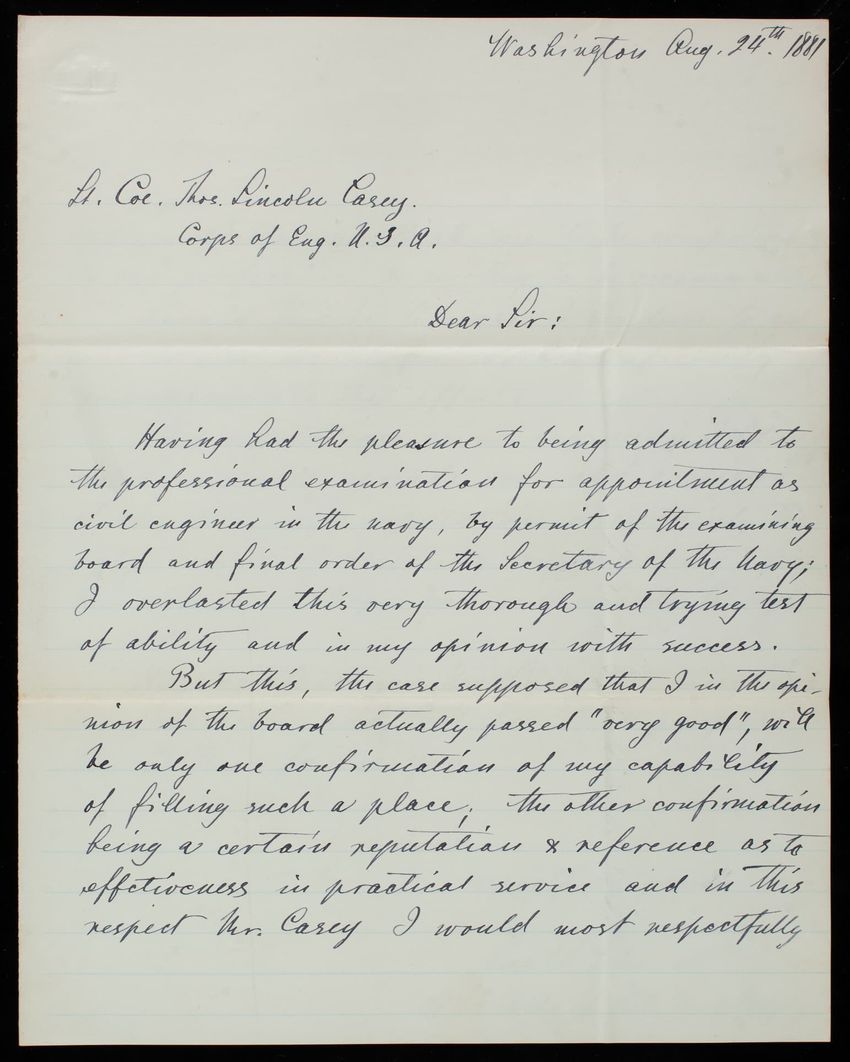 Washington Aug. 24th. 1881
Lt. Col. Thos. Lincoln Casey.
Corps of Eng. U.S.A.
Dear Sir:
Having had the pleasure to being admitted to
the professional examination for appointment as
civil engineer in the navy, by permit of the examining
board and final order of the Secretary of the Navy;
I overlasted this very thorough and trying test
of ability and in my opinion with success.
But this, the case supposed that I in the opi-
nion of the board actually passed "very good", will
be only one confirmation of my capability
of filling such a place; the other confirmation
being a certain reputation & reference as to
effctiveness in practical service and in this
respect Mr. Casey I would most respectfully